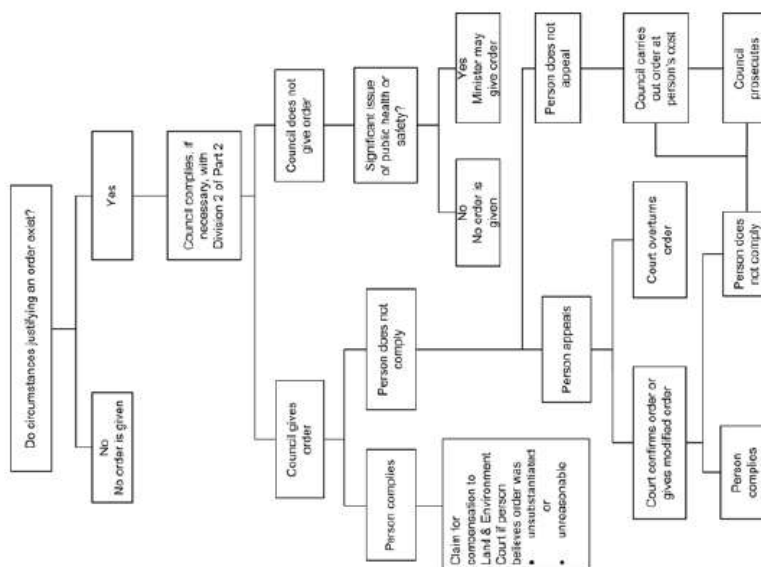 Do circumstances justifying an order exist?
No
No order is given
Yes
Council complies, if
necessary, with
Division 2 of Part 2
Council gives
order
Council does not
give order
Person complies
Person does not
comply
Significant issue
of public health or
safety?
Claim for
compensation to
Land & Environment
Court if person
believes order was
• unsubstantiated
or
• unreasonable
No
No order is
given
Yes
Minister may
give order
Person appeals
Person does not
appeal
Court confirms order or
gives modified order
Court overturns
order
Council carries
out order at
person's cost
Person
complies
Person does
not comply
Council
prosecutes